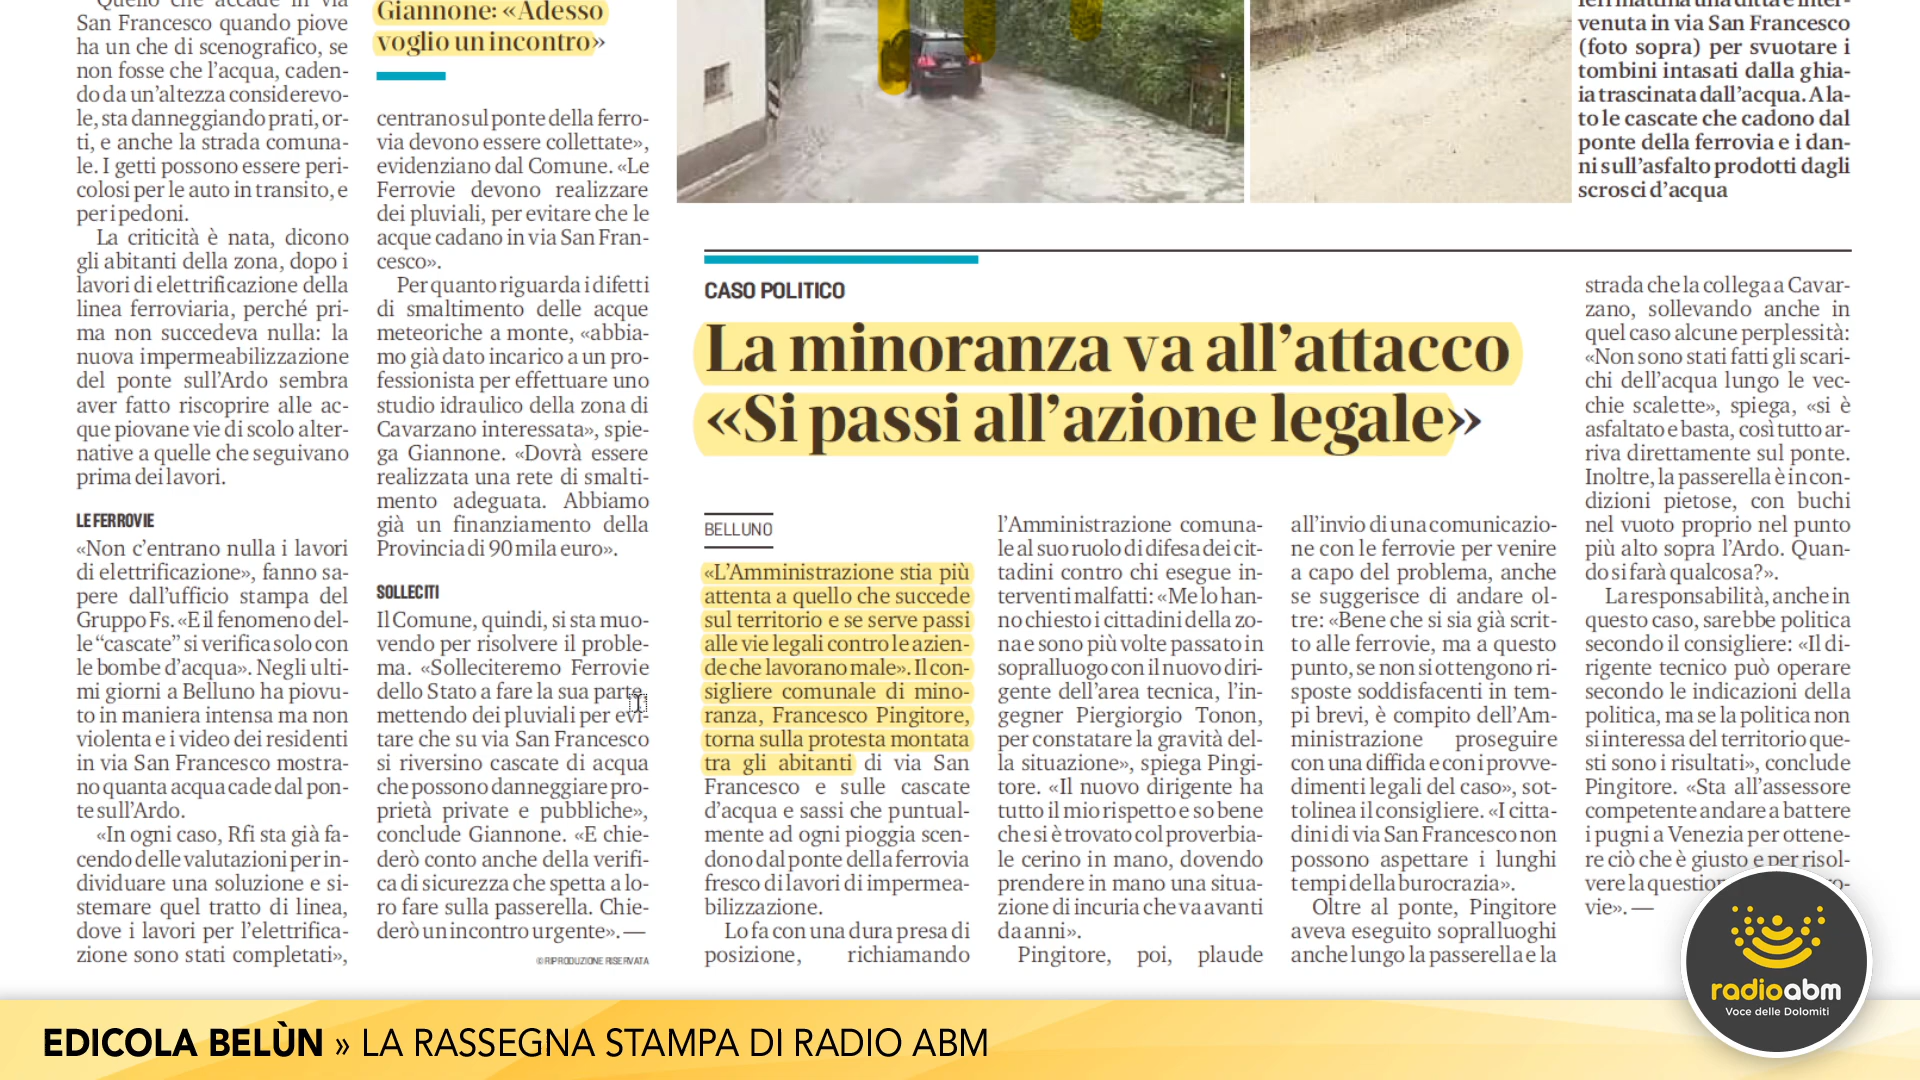 Quello che accade in via
San Francesco quando piove
ha un che di scenografico, se
non fosse che l'acqua, caden-
do da un'altezza considerevo-
le, sta danneggiando prati, or-
ti, e anche la strada comuna-
le. I getti possono essere peri-
colosi per le auto in transito, e
per i pedoni.
La criticità è nata, dicono
gli abitanti della zona, dopo i
lavori di elettrificazione della
linea ferroviaria, perché pri-
ma non succedeva nulla: la
nuova impermeabilizzazione
del ponte sull'Ardo sembra
aver fatto riscoprire alle ac-
que piovane vie di scolo alter-
native a quelle che seguivano
prima dei lavori.
LE FERROVIE
«Non c'entrano nulla i lavori
di elettrificazione», fanno sa-
pere dall'ufficio stampa del
Gruppo Fs. «E il fenomeno del-
le “cascate” si verifica solo con
le bombe d'acqua». Negli ulti-
mi giorni a Belluno ha piovu-
to in maniera intensa ma non
violenta e i video dei residenti
in via San Francesco mostra-
no quanta acqua cade dal pon-
te sull'Ardo.
«In ogni caso, Rfi sta già fa-
cendo delle valutazioni per in-
dividuare una soluzione e si-
stemare quel tratto di linea,
dove i lavori per l'elettrifica-
zione sono stati completati»,
Giannone: «Adesso
voglio un incontro»
centrano sul ponte della ferro-
via devono essere collettate»,
evidenziano dal Comune. «Le
Ferrovie devono realizzare
dei pluviali, per evitare che le
acque cadano in via San Fran-
cesco».
Per quanto riguarda i difetti
di smaltimento delle acque
meteoriche a monte, «abbia-
mo già dato incarico a un pro-
fessionista per effettuare uno
studio idraulico della zona di
Cavarzano interessata», spie-
ga Giannone. «Dovrà essere
realizzata una rete di smalti-
mento adeguata. Abbiamo
già un finanziamento della
Provincia di 90 mila euro».
SOLLECITI
Il Comune, quindi, si sta muo-
vendo per risolvere il proble-
ma. «Solleciteremo Ferrovie
dello Stato a fare la sua parte,
mettendo dei pluviali per evi-
tare che su via San Francesco
si riversino cascate di acqua
che possono danneggiare pro-
prietà private e pubbliche»,
conclude Giannone. «E chie-
derò conto anche della verifi-
ca di sicurezza che spetta a lo-
ro fare sulla passerella. Chie-
derò un incontro urgente». —
© RIPRODUZIONE RISERVATA
Ieri mattina una ditta è inter-
venuta in via San Francesco
(foto sopra) per svuotare i
tombini intasati dalla ghia-
ia trascinata dall'acqua. A la-
to le cascate che cadono dal
ponte della ferrovia e i dan-
ni sull'asfalto prodotti dagli
scrosci d'acqua
CASO POLITICO
La minoranza va all'attacco
«Si passi all'azione legale»
BELLUNO
«L'Amministrazione stia più
attenta a quello che succede
sul territorio e se serve passi
alle vie legali contro le azien-
de che lavorano male». Il con-
sigliere comunale di mino-
ranza, Francesco Pingitore,
torna sulla protesta montata
tra gli abitanti di via San
Francesco e sulle cascate
d'acqua e sassi che puntual-
mente ad ogni pioggia scen-
dono dal ponte della ferrovia
fresco di lavori di impermea-
bilizzazione.
Lo fa con una dura presa di
posizione, richiamando
l'Amministrazione comuna-
le al suo ruolo di difesa dei cit-
tadini contro chi esegue in-
terventi malfatti: «Me lo han-
no chiesto i cittadini della zo-
na e sono più volte passato in
sopralluogo con il nuovo diri-
gente dell'area tecnica, l'in-
gegner Piergiorgio Tonon,
per constatare la gravità del-
la situazione», spiega Pingi-
tore. «Il nuovo dirigente ha
tutto il mio rispetto e so bene
che si è trovato col proverbia-
le cerino in mano, dovendo
prendere in mano una situa-
zione di incuria che va avanti
da anni».
Pingitore, poi, plaude
all'invio di una comunicazio-
ne con le ferrovie per venire
a capo del problema, anche
se suggerisce di andare ol-
tre: «Bene che si sia già scrit-
to alle ferrovie, ma a questo
punto, se non si ottengono ri-
sposte soddisfacenti in tem-
pi brevi, è compito dell'Am-
ministrazione proseguire
con una diffida e con i provve-
dimenti legali del caso», sot-
tolinea il consigliere. «I citta-
dini di via San Francesco non
possono aspettare i lunghi
tempi della burocrazia».
Oltre al ponte, Pingitore
aveva eseguito sopralluoghi
anche lungo la passerella e la
strada che la collega a Cavar-
zano, sollevando anche in
quel caso alcune perplessità:
«Non sono stati fatti gli scari-
chi dell'acqua lungo le vec-
chie scalette», spiega, «si è
asfaltato e basta, così tutto ar-
riva direttamente sul ponte.
Inoltre, la passerella è in con-
dizioni pietose, con buchi
nel vuoto proprio nel punto
più alto sopra l'Ardo. Quan-
do si farà qualcosa?».
La responsabilità, anche in
questo caso, sarebbe politica
secondo il consigliere: «Il di-
rigente tecnico può operare
secondo le indicazioni della
politica, ma se la politica non
si interessa del territorio que-
sti sono i risultati», conclude
Pingitore. «Sta all'assessore
competente andare a battere
i pugni a Venezia per ottene-
re ciò che è giusto e per risol-
vere la question
vie». —
radioabm
Voce delle Dolomiti
EDICOLA BELÙN » LA RASSEGNA STAMPA DI RADIO ABM